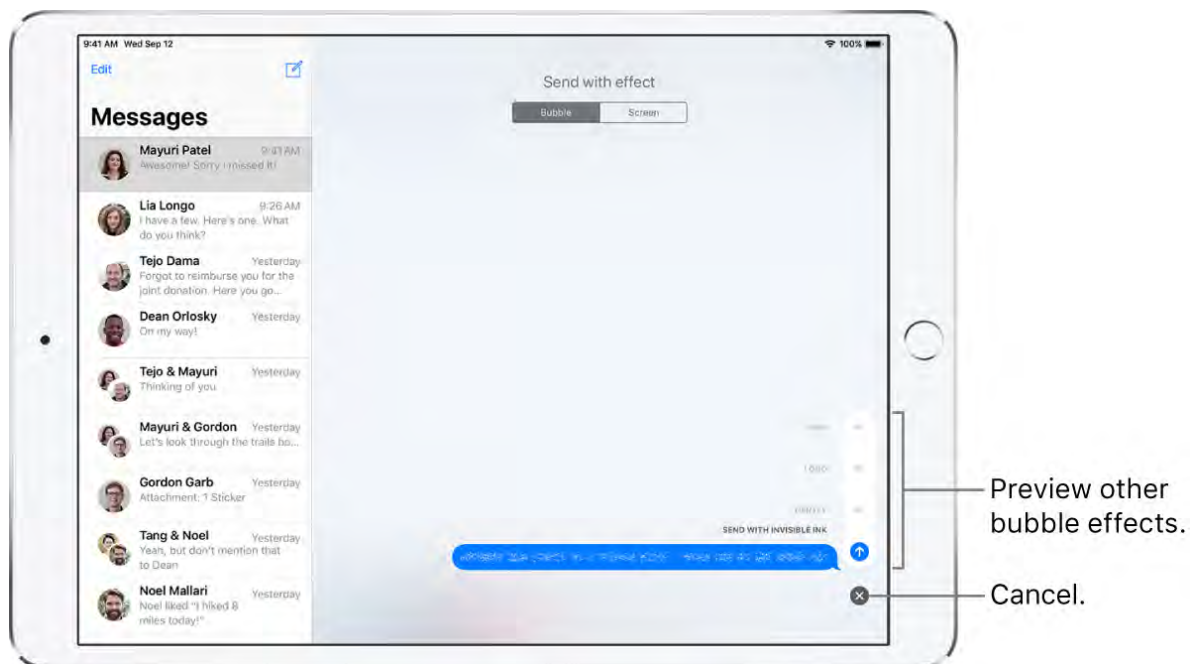 9:41 AM Wed Sep 12
100%
Edit
Messages
Mayuri Patel 9:41 AM
Awesome! Sorry I missed it!
Lia Longo 9:26 AM
I have a few. Here's one. What
do you think?
Tejo Dama Yesterday
Forgot to reimburse you for the
joint donation. Here you go...
Dean Orlosky Yesterday
On my way!
Tejo & Mayuri Yesterday
Thinking of you
Mayuri & Gordon Yesterday
Let's look through the trails bo...
Gordon Garb Yesterday
Attachment: 1 Sticker
Tang & Noel Yesterday
Yeah, but don't mention that
to Dean
Noel Mallari Yesterday
Noel liked "I hiked 8
miles today!"
Send with effect
Bubble Screen
LOUD
GENTLE
SEND WITH INVISIBLE INK
Preview other
bubble effects.
Cancel.